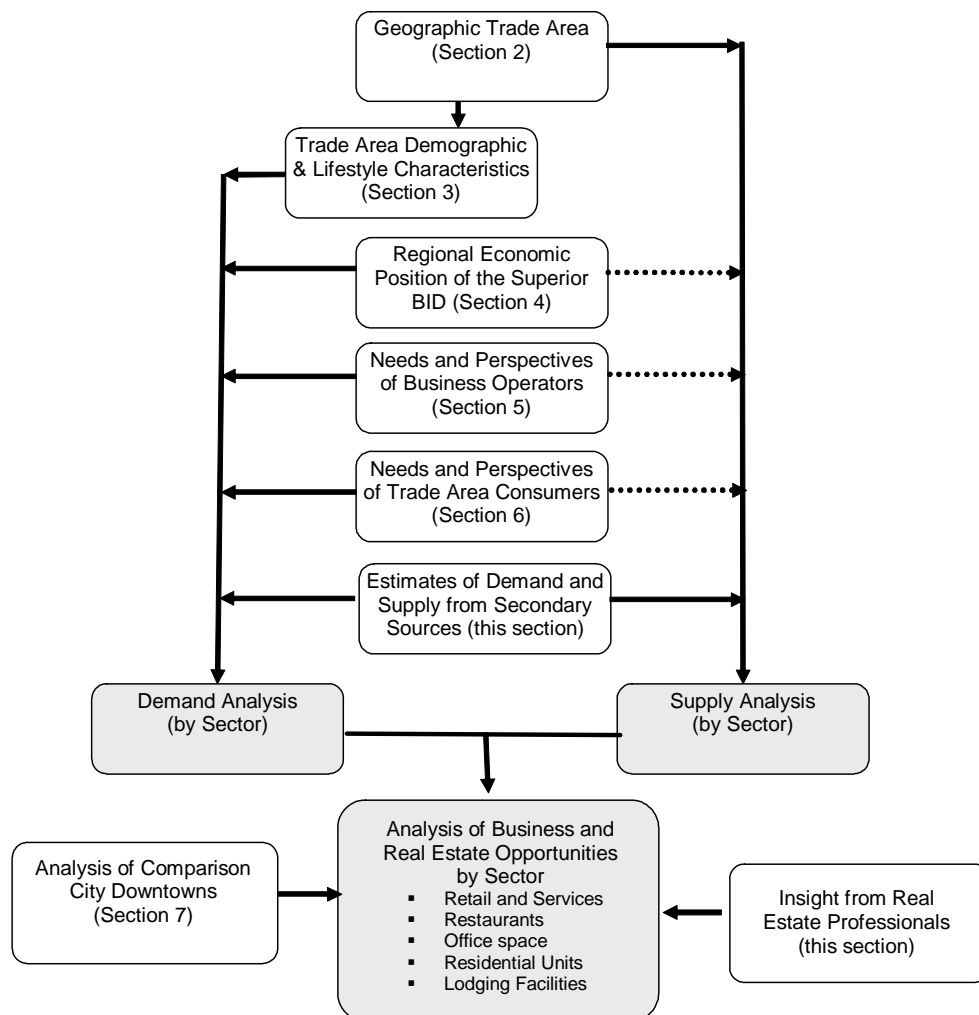 Geographic Trade Area
(Section 2)
Trade Area Demographic
& Lifestyle Characteristics
(Section 3)
Regional Economic
Position of the Superior
BID (Section 4)
Needs and Perspectives
of Business Operators
(Section 5)
Needs and Perspectives
of Trade Area Consumers
(Section 6)
Estimates of Demand and
Supply from Secondary
Sources (this section)
Demand Analysis
(by Sector)
Supply Analysis
(by Sector)
Analysis of Business and
Real Estate Opportunities
by Sector
▪ Retail and Services
▪ Restaurants
▪ Office space
▪ Residential Units
▪ Lodging Facilities
Analysis of Comparison
City Downtowns
(Section 7)
Insight from Real
Estate Professionals
(this section)